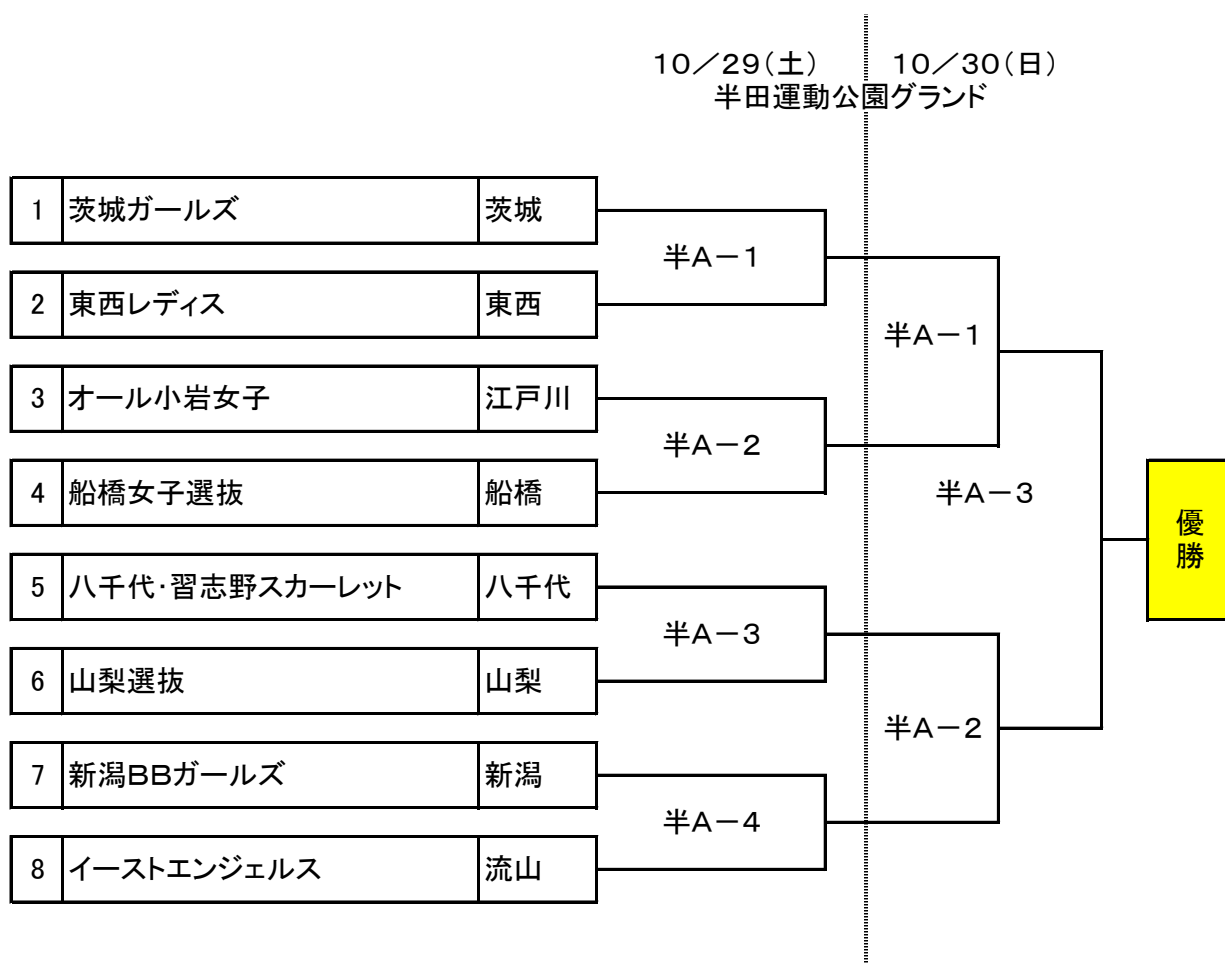 10/29(土) 10/30(日)
半田運動公園グランド
1 茨城ガールズ 茨城
半A-1
2 東西レディス 東西
半A-1
3 オール小岩女子 江戸川
半A-2
4 船橋女子選抜 船橋
半A-3
優勝
5 八千代・習志野スカーレット 八千代
半A-3
6 山梨選抜 山梨
半A-2
7 新潟BBガールズ 新潟
半A-4
8 イーストエンジェルス 流山